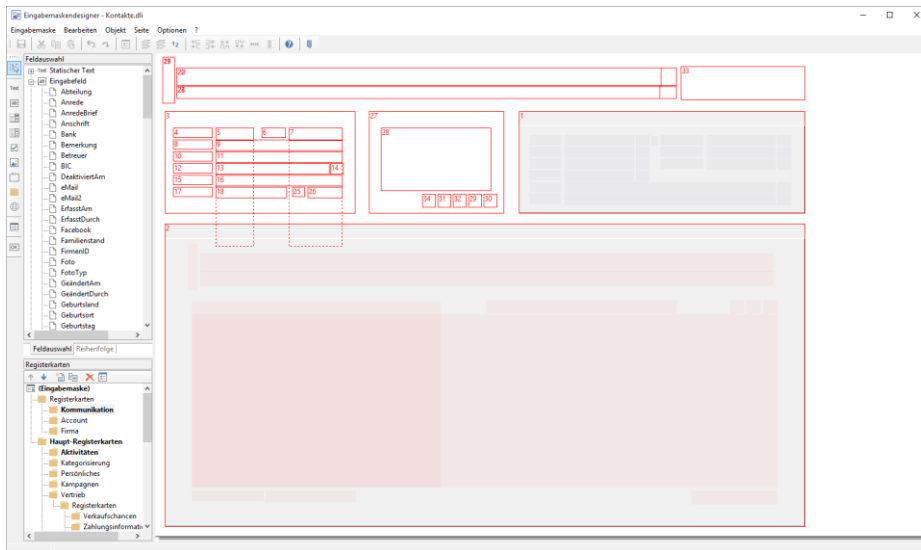 Eingabemaskendesigner - Kontakte.dli
Eingabemaske Bearbeiten Objekt Seite Optionen ?
Feldauswahl
Text Statischer Text
Eingabefeld
Abteilung
Anrede
AnredeBrief
Anschrift
Bank
Bemerkung
Betreuer
BIC
DeaktiviertAm
eMail
eMail2
ErfasstAm
ErfasstDurch
Facebook
Familienstand
FirmenID
Foto
FotoTyp
GeändertAm
GeändertDurch
Geburtsland
Geburtsort
Geburtstag
Feldauswahl Reihenfolge
Registerkarten
(Eingabemaske)
Registerkarten
Kommunikation
Account
Firma
Haupt-Registerkarten
Aktivitäten
Kategorisierung
Persönliches
Kampagnen
Vertrieb
Registerkarten
Verkaufschancen
Zahlungsinformati
Text
OK
20
33
3
4 5 6 7
8 9
10 11
12 13 14
15 16
17 18 25 26
27
28
34 31 32 29 30
1
2